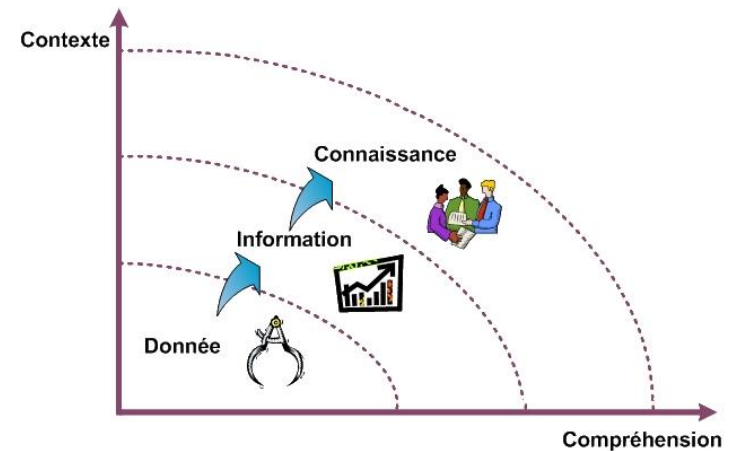 Contexte
Connaissance
Information
Donnée
Compréhension